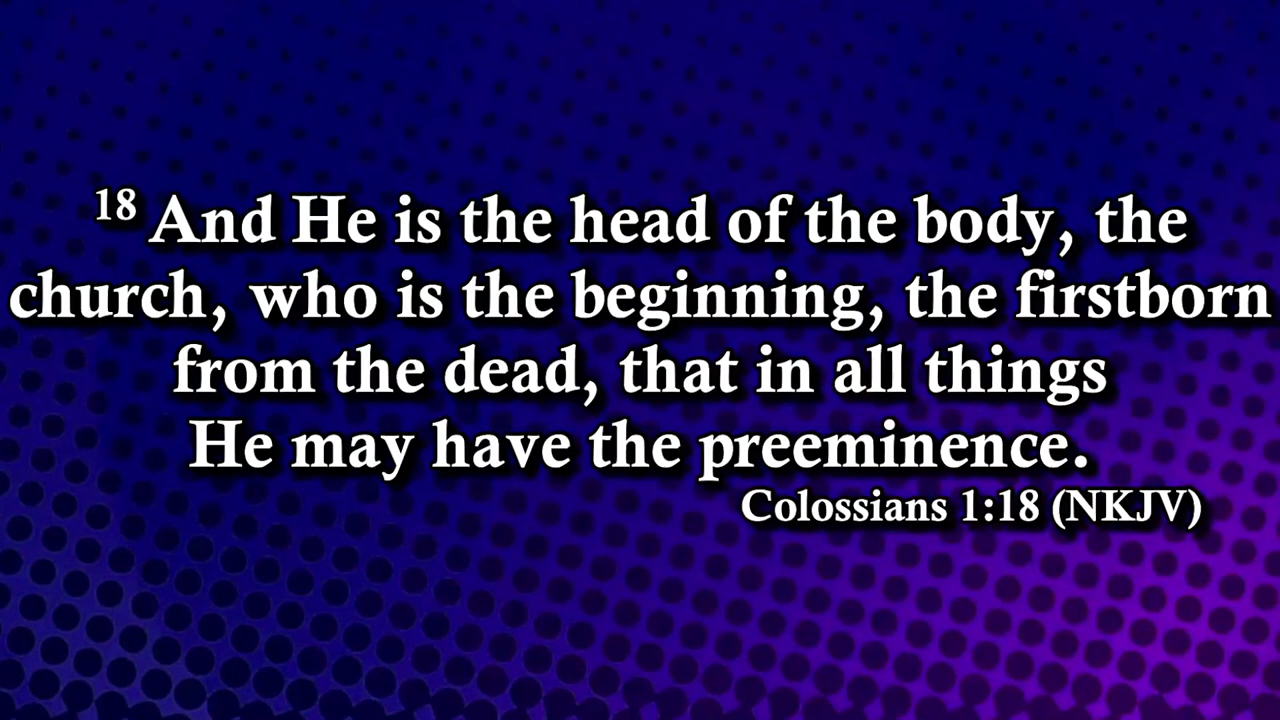 18 And He is the head of the body, the
church, who is the beginning, the firstborn
from the dead, that in all things
He may have the preeminence.
Colossians 1:18 (NKJV)